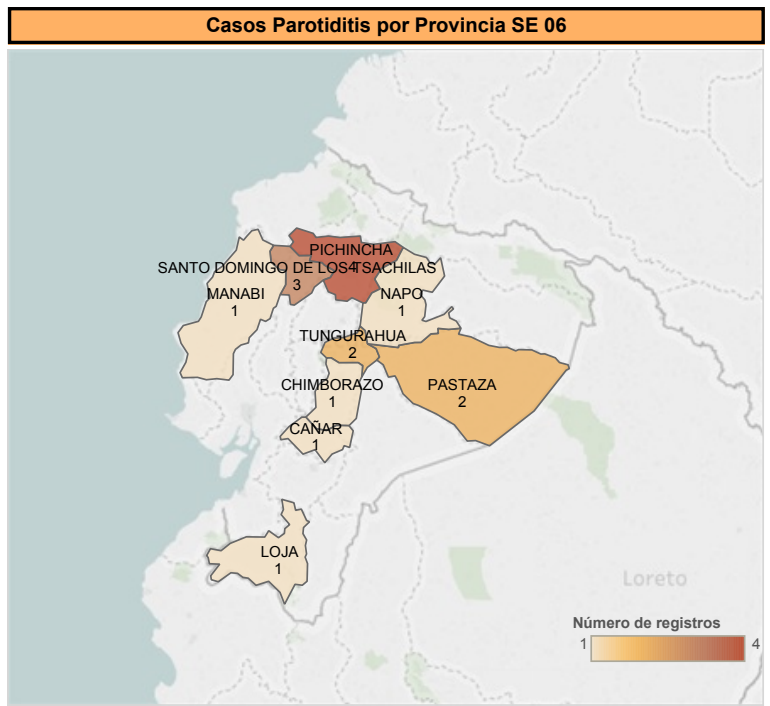 Casos Parotiditis por Provincia SE 06
PICHINCHA
4
SANTO DOMINGO DE LOS TSACHILAS
3
MANABI
1
NAPO
1
TUNGURAHUA
2
CHIMBORAZO
1
PASTAZA
2
CAÑAR
1
LOJA
1
Loreto
Número de registros
1
4